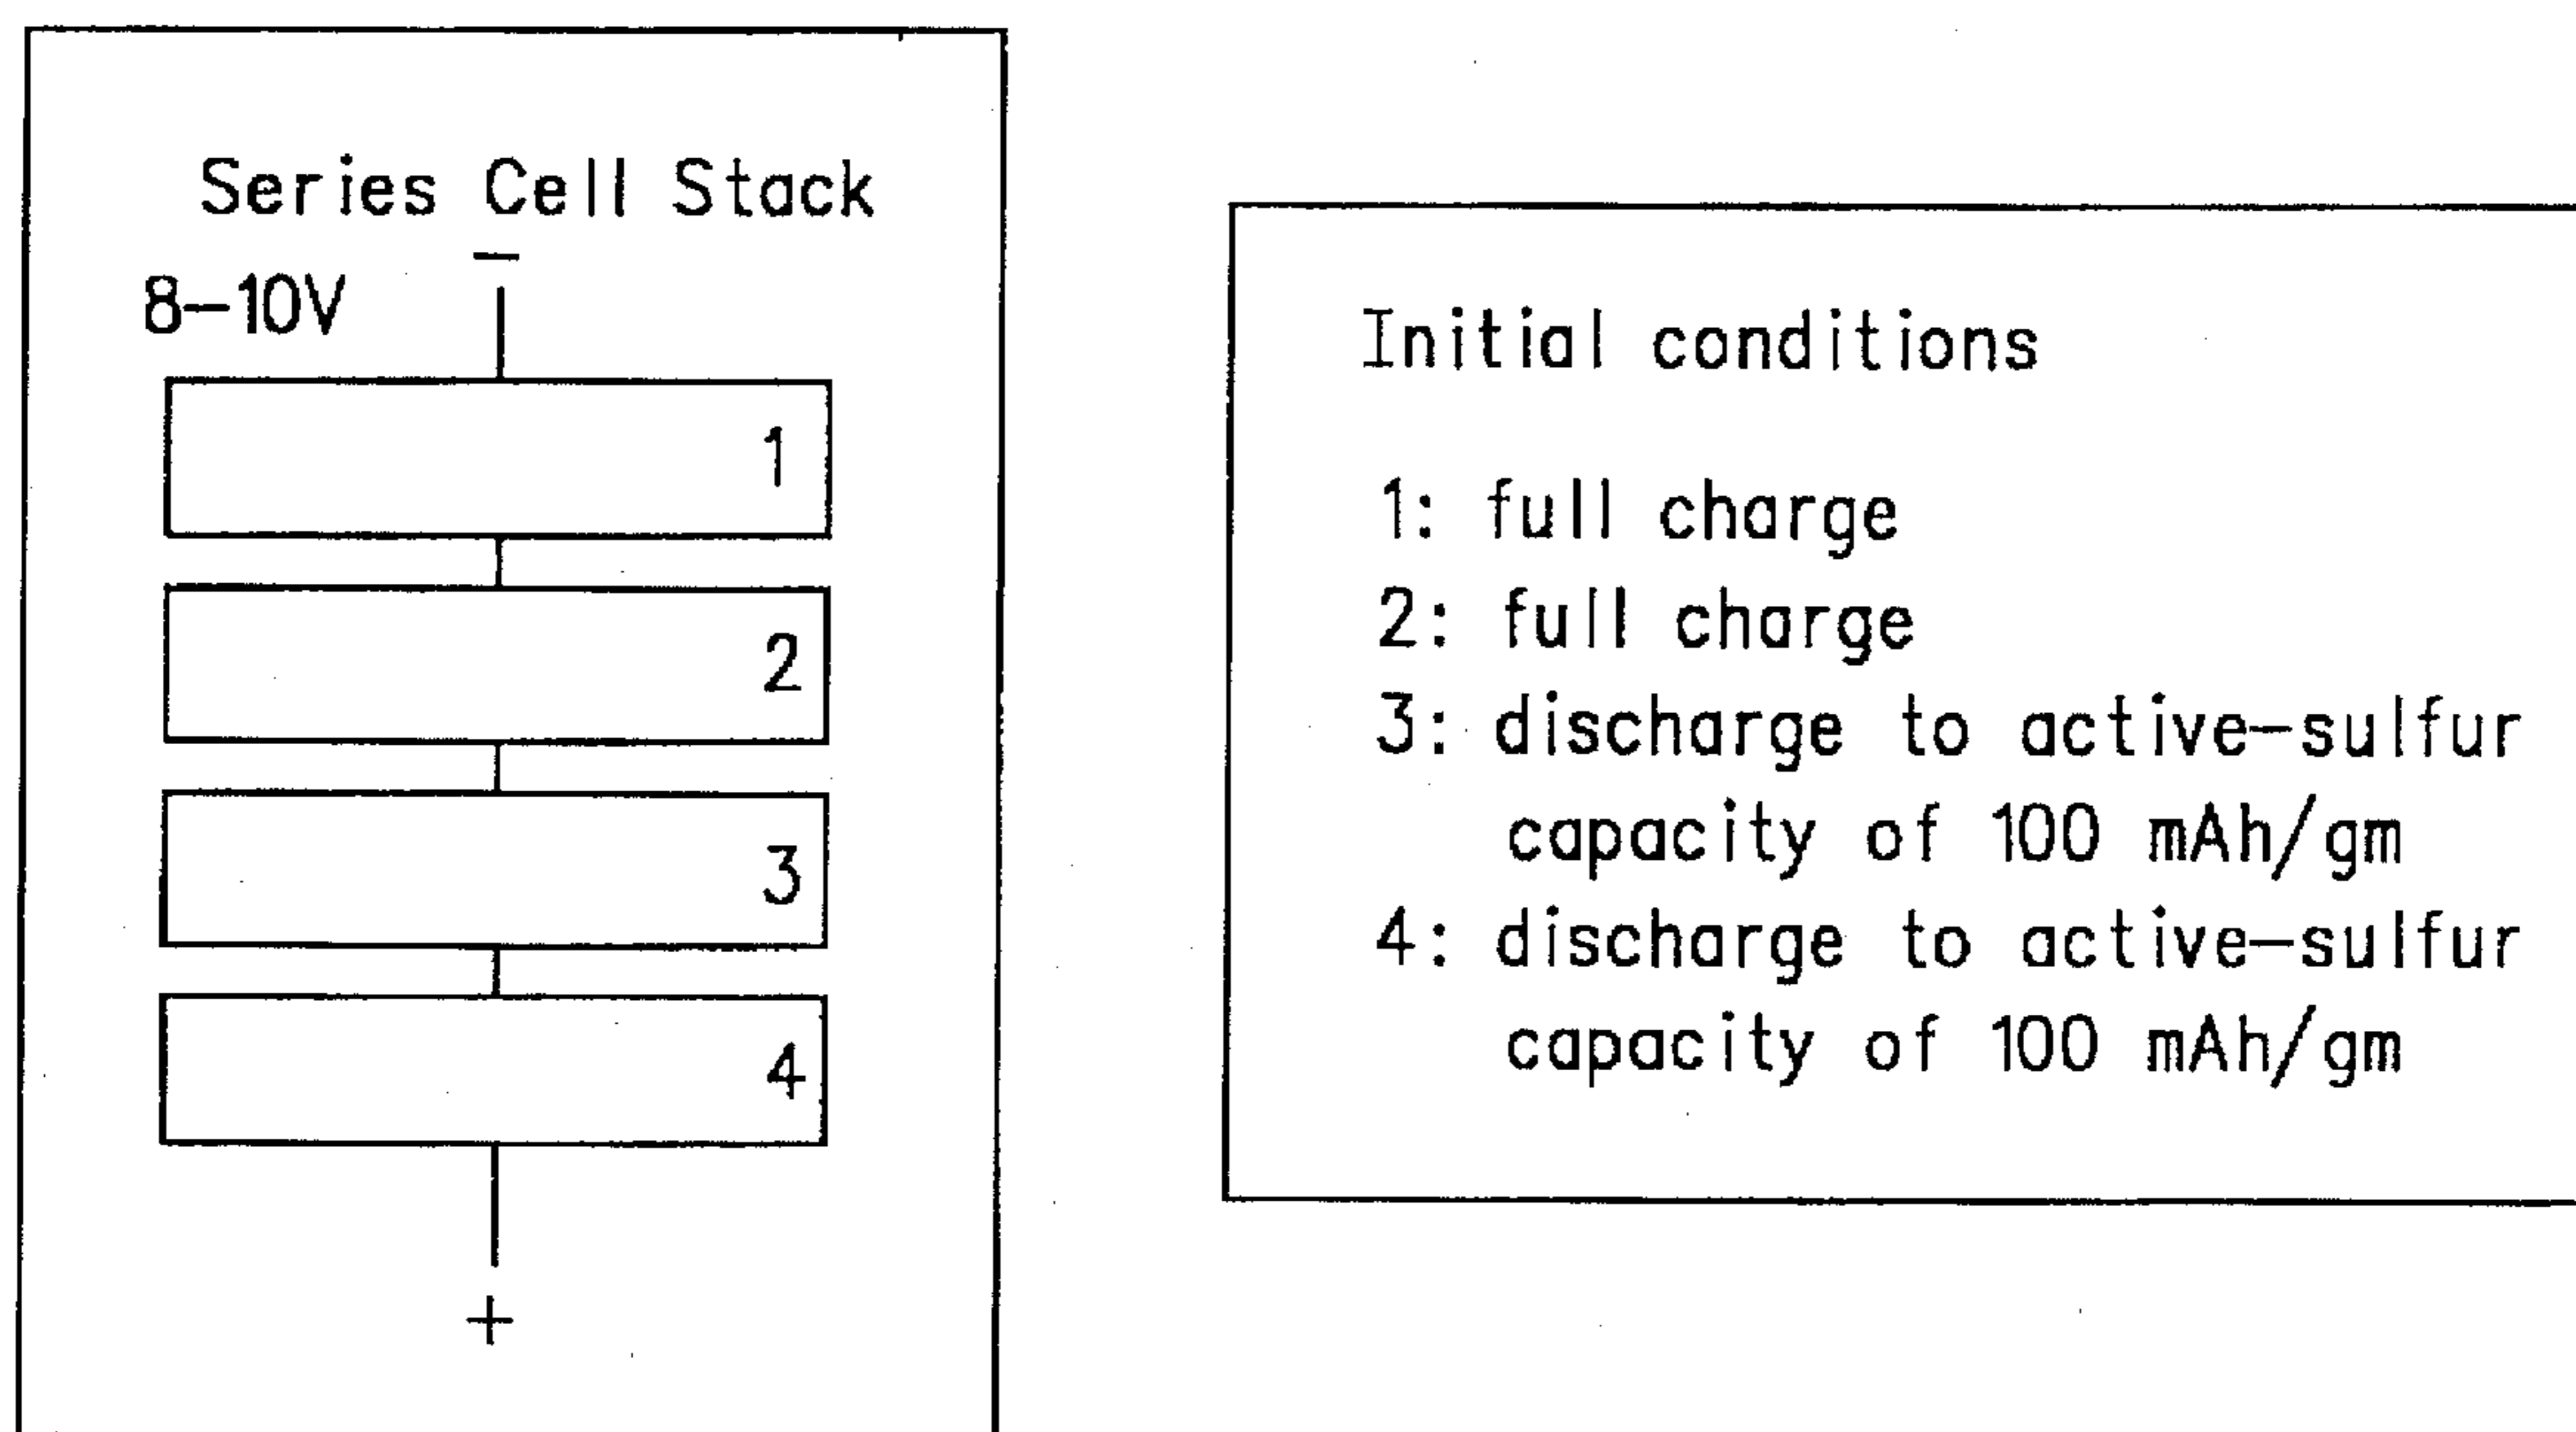 Series Cell Stack
−
8−10V
1
2
3
4
+
Initial conditions
1: full charge
2: full charge
3: discharge to active−sulfur
capacity of 100 mAh/gm
4: discharge to active−sulfur
capacity of 100 mAh/gm